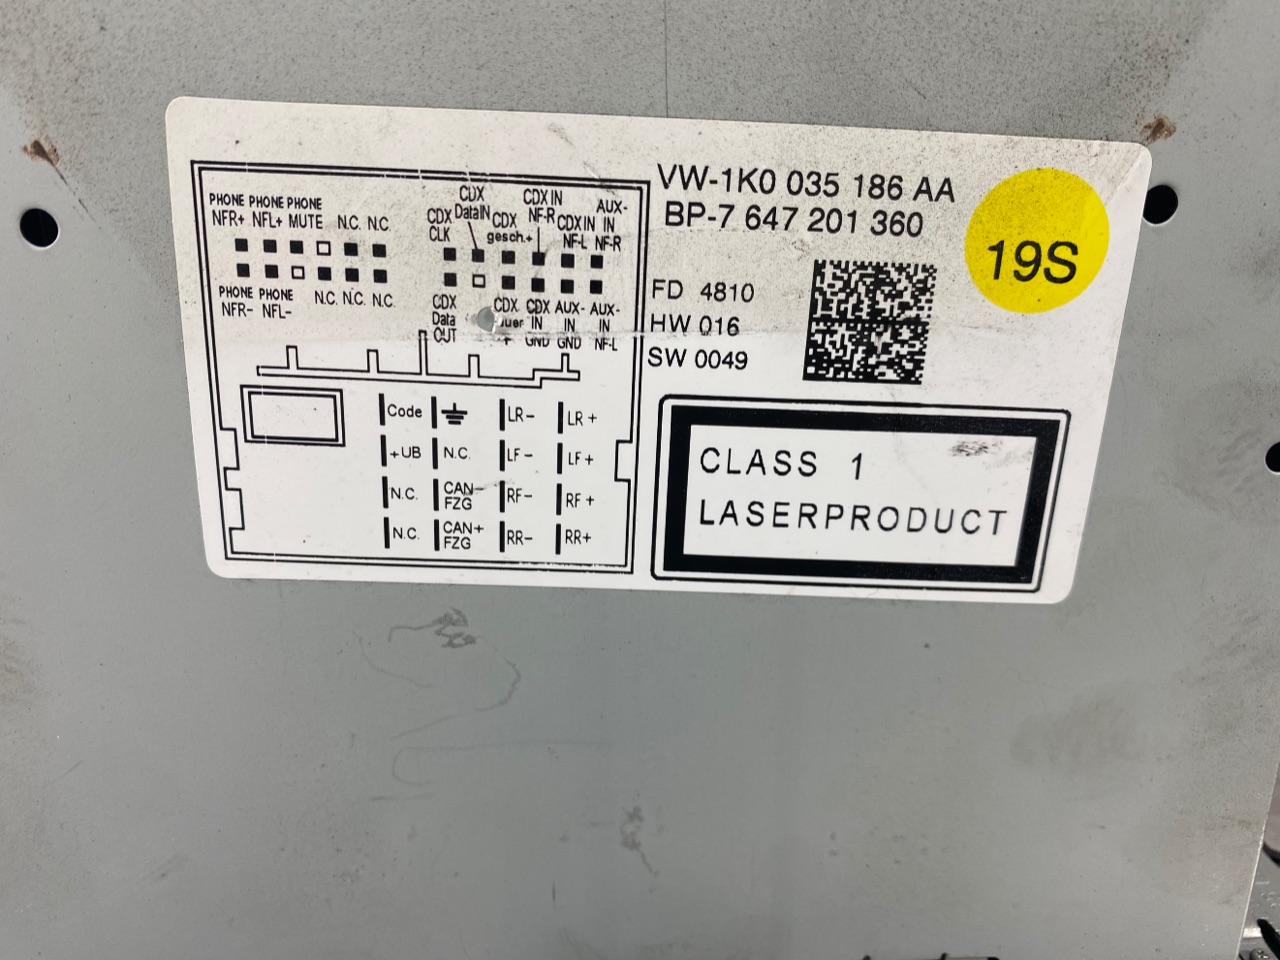 VW-1K0 035 186 AA
BP-7 647 201 360
19S
FD 4810
HW 016
SW 0049
PHONE PHONE PHONE
NFR+ NFL+ MUTE N.C. N.C.
CDX
CLK
CDX
DataIN
CDX
gesch.+
CDX IN
NF-R
CDX IN
NF-L
AUX-
IN
NF-R
PHONE PHONE
NFR- NFL-
N.C. N.C. N.C.
CDX
Data
OUT
CDX
+
CDX
IN
GND
AUX-
IN
GND
AUX-
IN
NF-L
Code LR- LR+
+UB N.C. LF- LF+
N.C. CAN- FZG RF- RF+
N.C. CAN+ FZG RR- RR+
CLASS 1
LASERPRODUCT